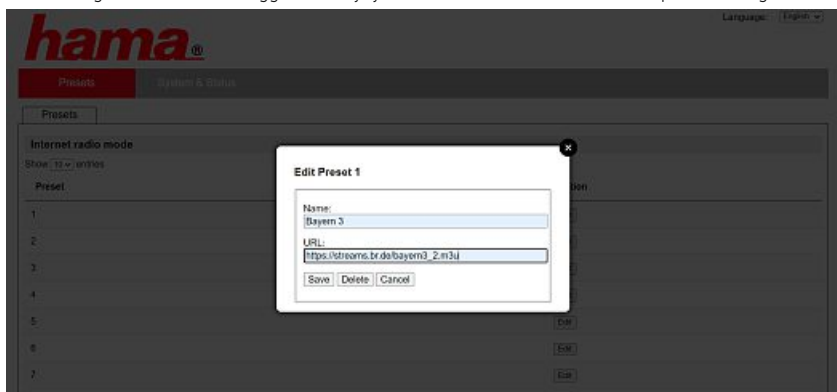 Language: English
hama®
Presets System & Status
Presets
Internet radio mode
Show 10 entries
Preset
1
2
3
4
5 Edit
6 Edit
7 Edit
Edit Preset 1
Name:
Bayern 3
URL:
https://streams.br.de/bayern3_2.m3u
Save Delete Cancel